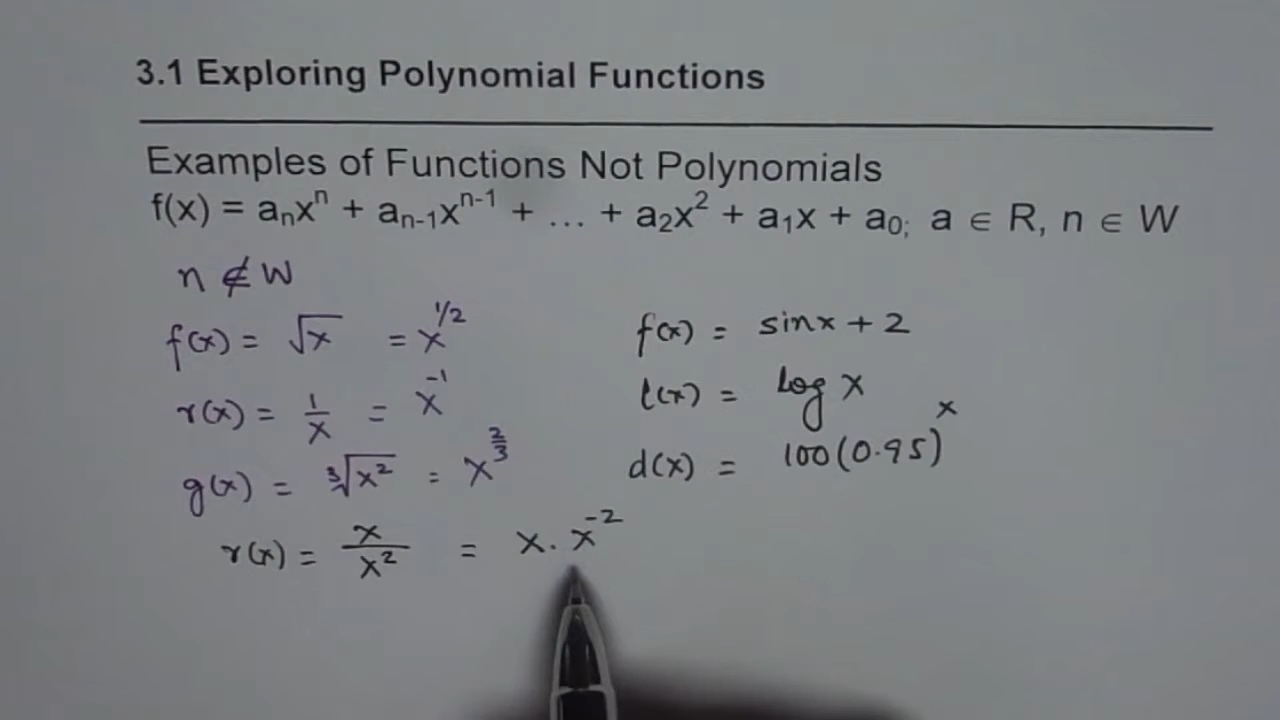 3.1 Exploring Polynomial Functions
Examples of Functions Not Polynomials
f(x) = aₙxⁿ + aₙ₋₁xⁿ⁻¹ + ... + a₂x² + a₁x + a₀; a ∈ R, n ∈ W
n ∉ W
f(x) = √x = x^1/2
r(x) = 1/x = x⁻¹
g(x) = ³√x² = x^2/3
r(x) = x/x² = x · x⁻²
f(x) = sinx + 2
l(x) = log x
d(x) = 100(0.95)^x